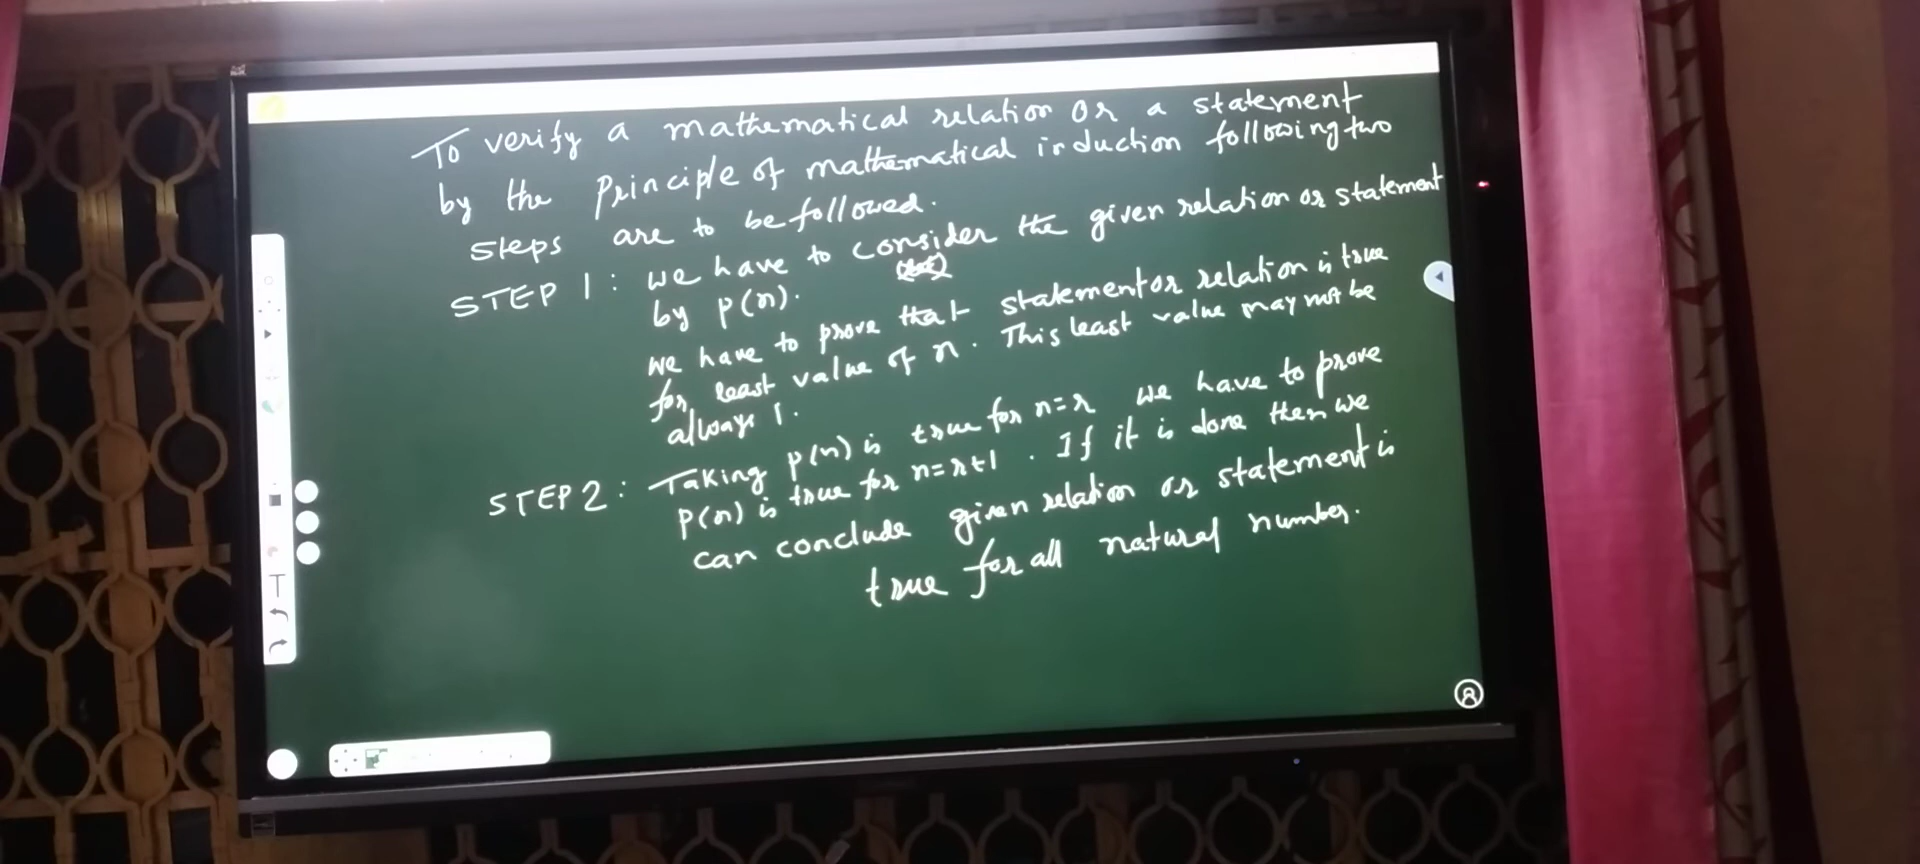 To verify a mathematical relation or a statement
by the Principle of mathematical induction following two
steps are to be followed.
STEP 1 : we have to consider the given relation or statement
by p(n).
we have to prove that statement or relation is true
for least value of n. This least value may not be
always 1.
STEP 2 : Taking p(n) is true for n=r we have to prove
p(n) is true for n=r+1 . If it is done then we
can conclude given relation or statement is
true for all natural number.
T